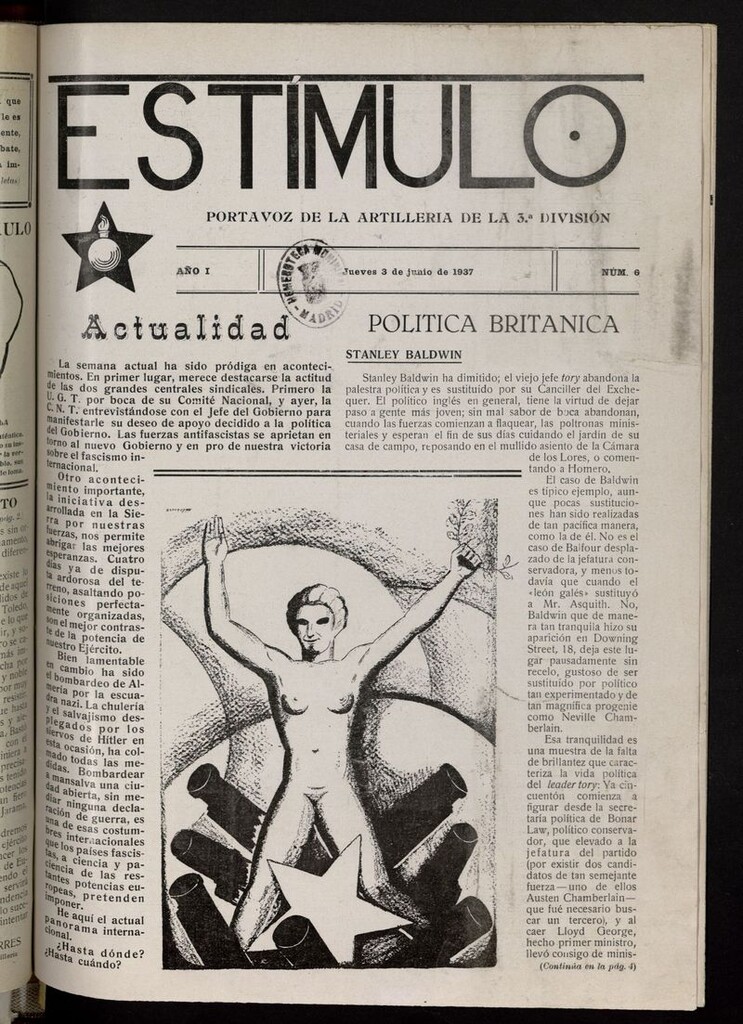 que
le es
ente,
bate,
a im-
letas)
ULO
TO
pág. 2.
ESTÍMULO
PORTAVOZ DE LA ARTILLERIA DE LA 3.ª DIVISIÓN
AÑO I
Jueves 3 de junio de 1937
NÚM. 6
HEMEROTECA MUNICIPAL
MADRID
Actualidad
La semana actual ha sido pródiga en aconteci-
mientos. En primer lugar, merece destacarse la actitud
de las dos grandes centrales sindicales. Primero la
U. G. T. por boca de su Comité Nacional, y ayer, la
C. N. T. entrevistándose con el Jefe del Gobierno para
manifestarle su deseo de apoyo decidido a la política
del Gobierno. Las fuerzas antifascistas se aprietan en
torno al nuevo Gobierno y en pro de nuestra victoria
sobre el fascismo in-
ternacional.
Otro aconteci-
miento importante,
la iniciativa des-
arrollada en la Sie-
rra por nuestras
fuerzas, nos permite
abrigar las mejores
esperanzas. Cuatro
días ya de dispu-
ta ardorosa del te-
rreno, asaltando po-
siciones perfecta-
mente organizadas,
son el mejor contras-
te de la potencia de
nuestro Ejército.
Bien lamentable
en cambio ha sido
el bombardeo de Al-
mería por la escua-
dra nazi. La chulería
y el salvajismo des-
plegados por los
siervos de Hitler en
esta ocasión, ha col-
mado todas las me-
didas. Bombardear
a mansalva una ciu-
dad abierta, sin me-
diar ninguna decla-
ración de guerra, es
una de esas costum-
bres internacionales
que los países fascis-
tas, a ciencia y pa-
ciencia de las res-
tantes potencias eu-
ropeas, pretenden
imponer.
He aquí el actual
panorama interna-
cional.
¿Hasta dónde?
¿Hasta cuándo?
POLITICA BRITANICA
STANLEY BALDWIN
Stanley Baldwin ha dimitido; el viejo jefe tory abandona la
palestra política y es sustituído por su Canciller del Exche-
quer. El político inglés en general, tiene la virtud de dejar
paso a gente más joven; sin mal sabor de boca abandonan,
cuando las fuerzas comienzan a flaquear, las poltronas minis-
teriales y esperan el fin de sus días cuidando el jardín de su
casa de campo, reposando en el mullido asiento de la Cámara
de los Lores, o comen-
tando a Homero.
El caso de Baldwin
es típico ejemplo, aun-
que pocas sustitucio-
nes han sido realizadas
de tan pacífica manera,
como la de él. No es el
caso de Balfour despla-
zado de la jefatura con-
servadora, y menos to-
davía que cuando el
«león galés» sustituyó
a Mr. Asquith. No,
Baldwin que de mane-
ra tan tranquila hizo su
aparición en Downing
Street, 18, deja este lu-
gar pausadamente sin
recelo, gustoso de ser
sustituído por político
tan experimentado y de
tan magnífica progenie
como Neville Cham-
berlain.
Esa tranquilidad es
una muestra de la falta
de brillantez que carac-
teriza la vida política
del leader tory: Ya cin-
cuentón comienza a
figurar desde la secre-
taría política de Bonar
Law, político conserva-
dor, que elevado a la
jefatura del partido
(por existir dos candi-
datos de tan semejante
fuerza—uno de ellos
Austen Chamberlain—
que fué necesario bus-
car un tercero), y al
caer Lloyd George,
hecho primer ministro,
llevó consigo de minis-
(Continúa en la pág. 4)